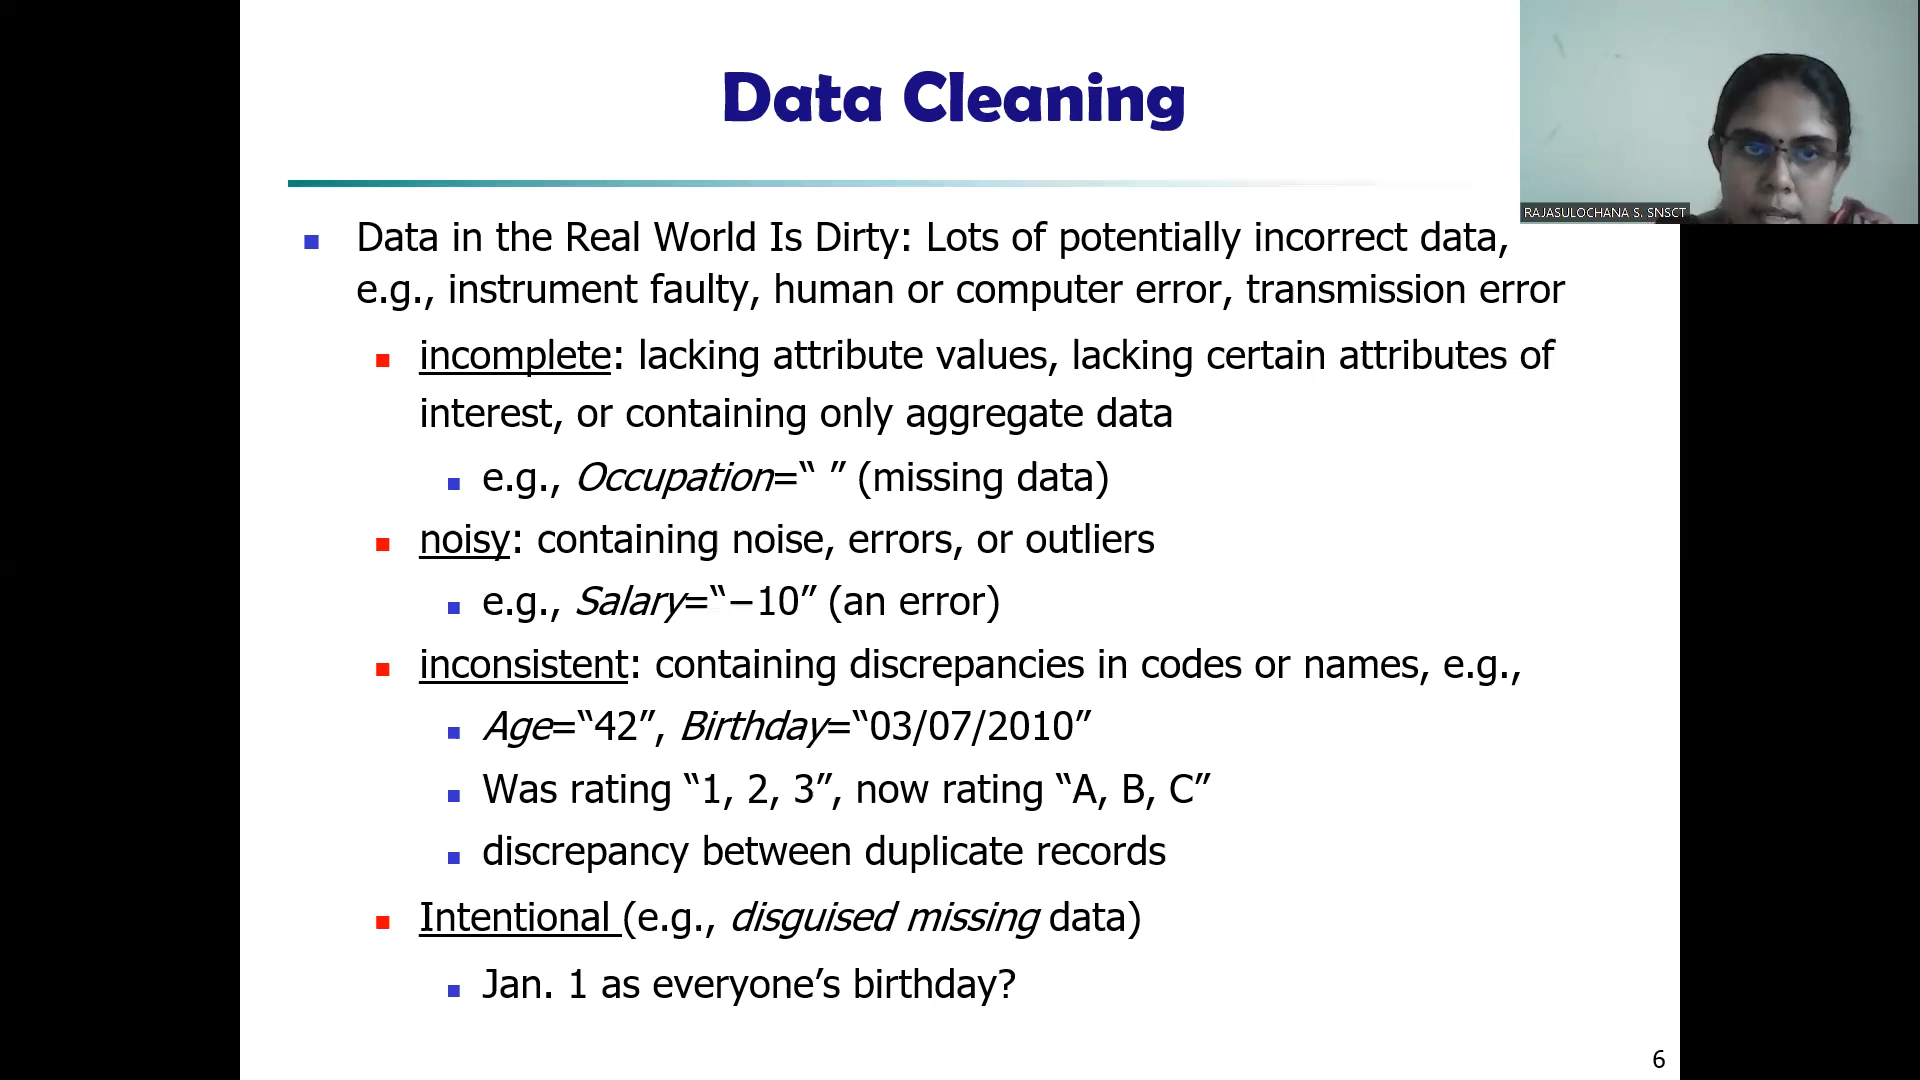 Data Cleaning
RAJASULOCHANA S. SNSCT
Data in the Real World Is Dirty: Lots of potentially incorrect data,
e.g., instrument faulty, human or computer error, transmission error
incomplete: lacking attribute values, lacking certain attributes of
interest, or containing only aggregate data
e.g., Occupation=“ ” (missing data)
noisy: containing noise, errors, or outliers
e.g., Salary=“−10” (an error)
inconsistent: containing discrepancies in codes or names, e.g.,
Age=“42”, Birthday=“03/07/2010”
Was rating “1, 2, 3”, now rating “A, B, C”
discrepancy between duplicate records
Intentional (e.g., disguised missing data)
Jan. 1 as everyone’s birthday?
6